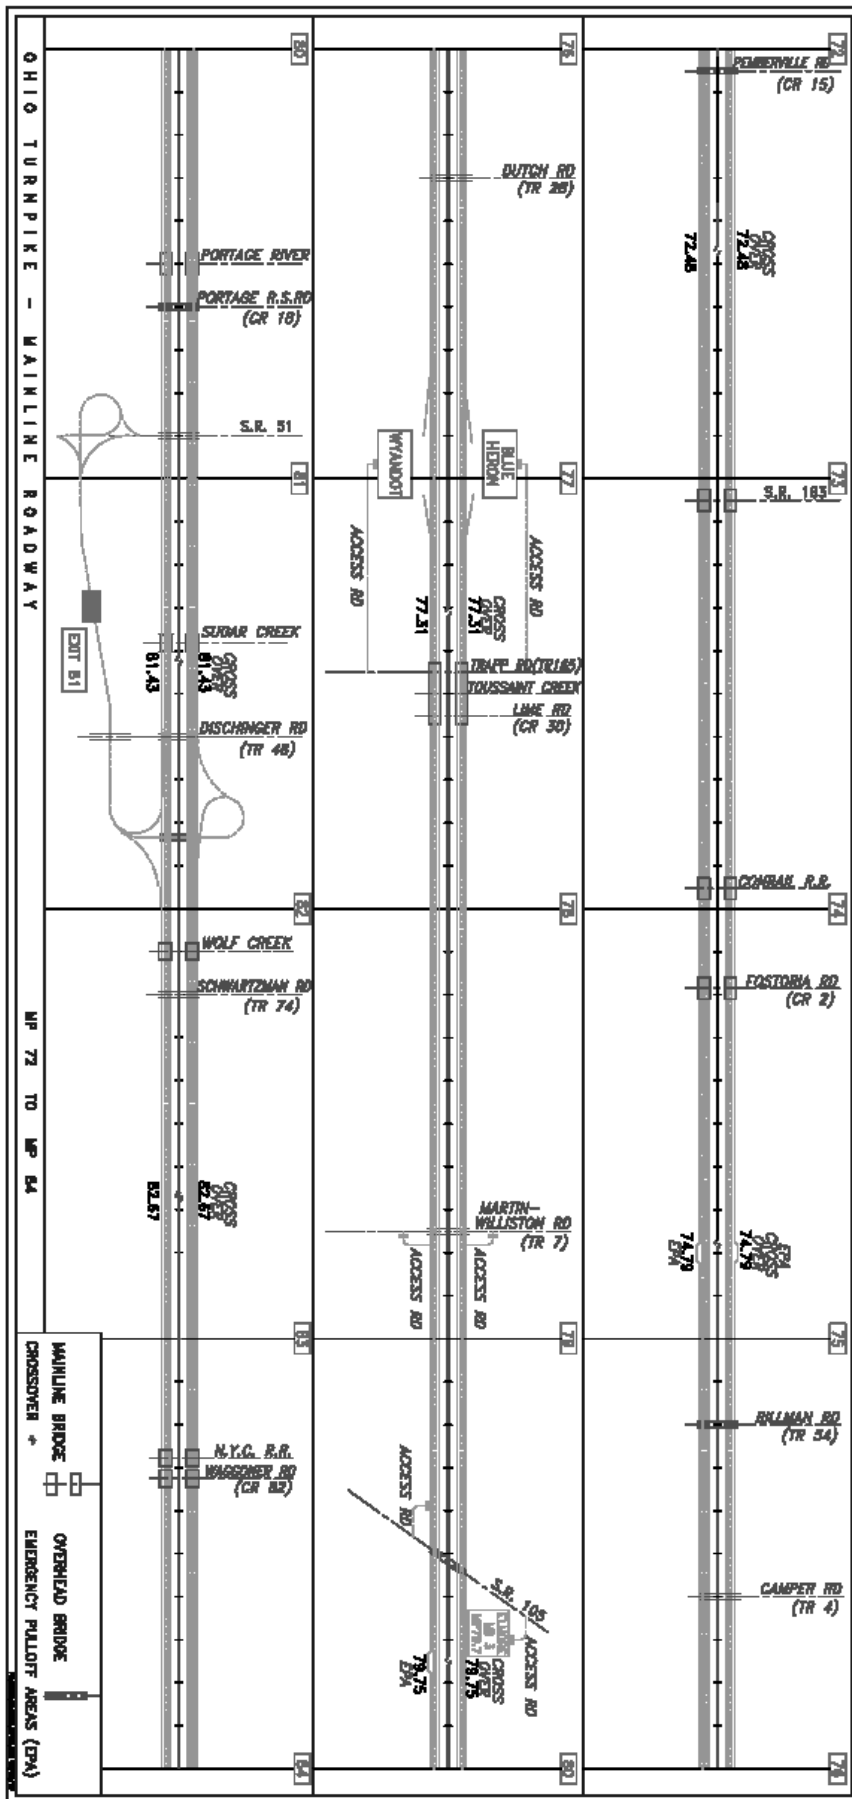 OHIO TURNPIKE – MAINLINE ROADWAY
MP 72 TO MP 84
72
PEMBERVILLE RD
(CR 15)
CROSS
OVER
72.48
72.48
73
S.R. 163
CONRAIL R.R.
74
FOSTORIA RD
(CR 2)
EPA
CROSS
OVER
74.79
74.79
EPA
75
(TR 54)
CAMPER RD
(TR 4)
76
76
DUTCH RD
(TR 26)
BLUE
HERON
WYANDOT
77
ACCESS RD
ACCESS RD
CROSS
OVER
77.31
77.31
TRAPP RD(TR165)
TOUSSAINT CREEK
LIME RD
(CR 38)
78
MARTIN-
WILLISTON RD
(TR 7)
ACCESS RD
ACCESS RD
79
ACCESS RD
S.R. 105
ACCESS RD
CROSS
OVER
79.75
79.75
EPA
80
80
PORTAGE RIVER
PORTAGE R.S.RD
(CR 18)
S.R. 51
81
SUGAR CREEK
CROSS
OVER
81.43
81.43
EXIT 81
DISCHINGER RD
(TR 48)
82
WOLF CREEK
SCHWARTZMAN RD
(TR 74)
CROSS
OVER
82.67
82.67
83
N.Y.C. R.R.
WAGGONER RD
(CR 82)
84
MAINLINE BRIDGE
OVERHEAD BRIDGE
CROSSOVER
EMERGENCY PULLOFF AREAS (EPA)